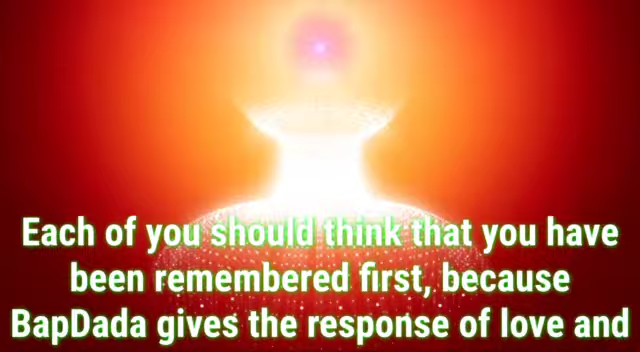 Each of you should think that you have
been remembered first, because
BapDada gives the response of love and